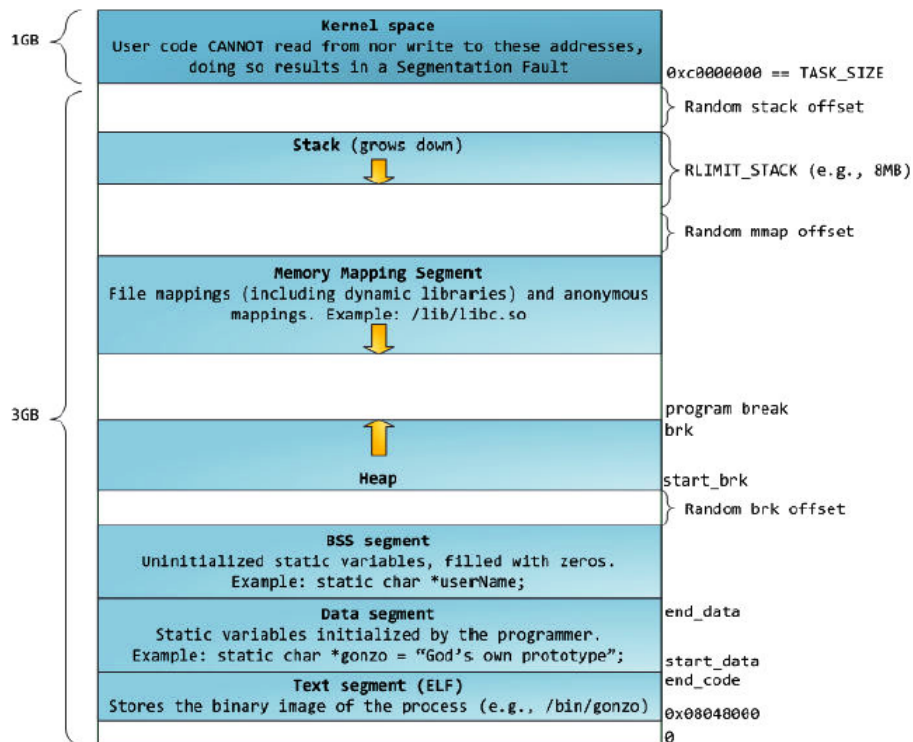 Kernel space
1GB
User code CANNOT read from nor write to these addresses,
doing so results in a Segmentation Fault
0xc0000000 == TASK_SIZE
Random stack offset
Stack (grows down)
RLIMIT_STACK (e.g., 8MB)
Random mmap offset
Memory Mapping Segment
File mappings (including dynamic libraries) and anonymous
mappings. Example: /lib/libc.so
3GB
program break
brk
Heap
start_brk
Random brk offset
BSS segment
Uninitialized static variables, filled with zeros.
Example: static char *userName;
Data segment
end_data
Static variables initialized by the programmer.
Example: static char *gonzo = “God’s own prototype”;
start_data
end_code
Text segment (ELF)
Stores the binary image of the process (e.g., /bin/gonzo)
0x08048000
0